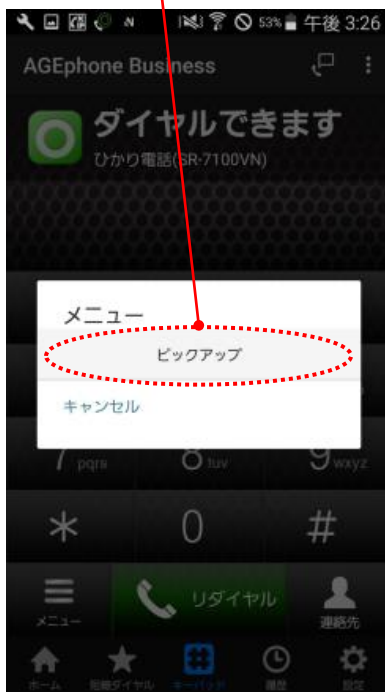 53% 午後 3:26
AGEphone Business
ダイヤルできます
ひかり電話(SR-7100VN)
メニュー
ピックアップ
キャンセル
7 pqrs 8 tuv 9 wxyz
* 0 #
リダイヤル
メニュー 連絡先
ホーム 短縮ダイヤル キーパッド 履歴 設定